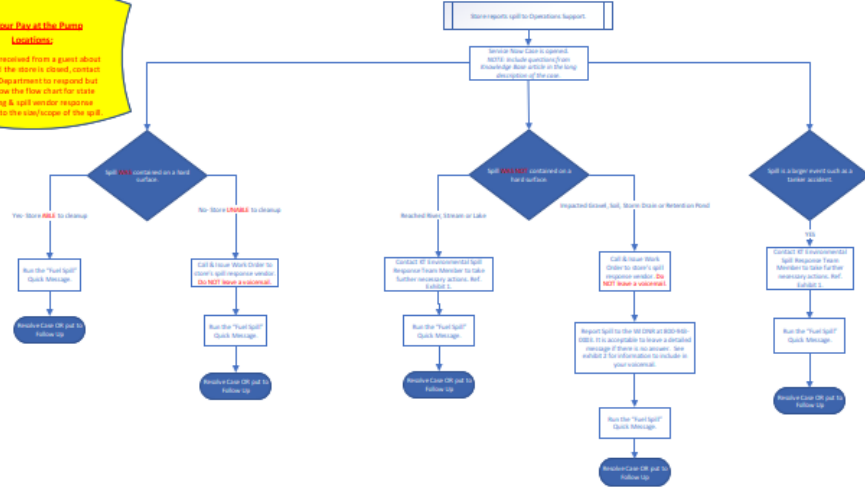 our Pay at the Pump
Locations:
received from a guest about
the store is closed, contact
Department to respond but
ow the flow chart for state
ng & spill vendor response
to the size/scope of the spill.
Store reports spill to Operations Support.
Service Now Case is opened.
NOTE: Include questions from
Knowledge Base article in the long
description of the case.
Spill WAS contained on a hard
surface.
Spill WAS NOT contained on a
hard surface.
Spill is a larger event such as a
tanker accident.
Yes- Store ABLE to cleanup
No- Store UNABLE to cleanup
Reached River, Stream or Lake
Impacted Gravel, Soil, Storm Drain or Retention Pond
YES
Run the "Fuel Spill"
Quick Message.
Resolve Case OR put to
Follow Up
Call & Issue Work Order to
store's spill response vendor.
Do NOT leave a voicemail.
Run the "Fuel Spill"
Quick Message.
Resolve Case OR put to
Follow Up
Contact Environmental Spill
Response Team Member to take
further necessary actions. Ref.
Exhibit 1.
Run the "Fuel Spill"
Quick Message.
Resolve Case OR put to
Follow Up
Call & Issue Work
Order to store's spill
response vendor. Do
NOT leave a voicemail.
Report Spill to the WI DNR at
It is acceptable to leave a detailed
message if there is no answer. See
exhibit 2 for information to include in
your voicemail.
Run the "Fuel Spill"
Quick Message.
Resolve Case OR put to
Follow Up
Contact Environmental
Spill Response Team
Member to take further
necessary actions. Ref.
Exhibit 1.
Run the "Fuel Spill"
Quick Message.
Resolve Case OR put to
Follow Up